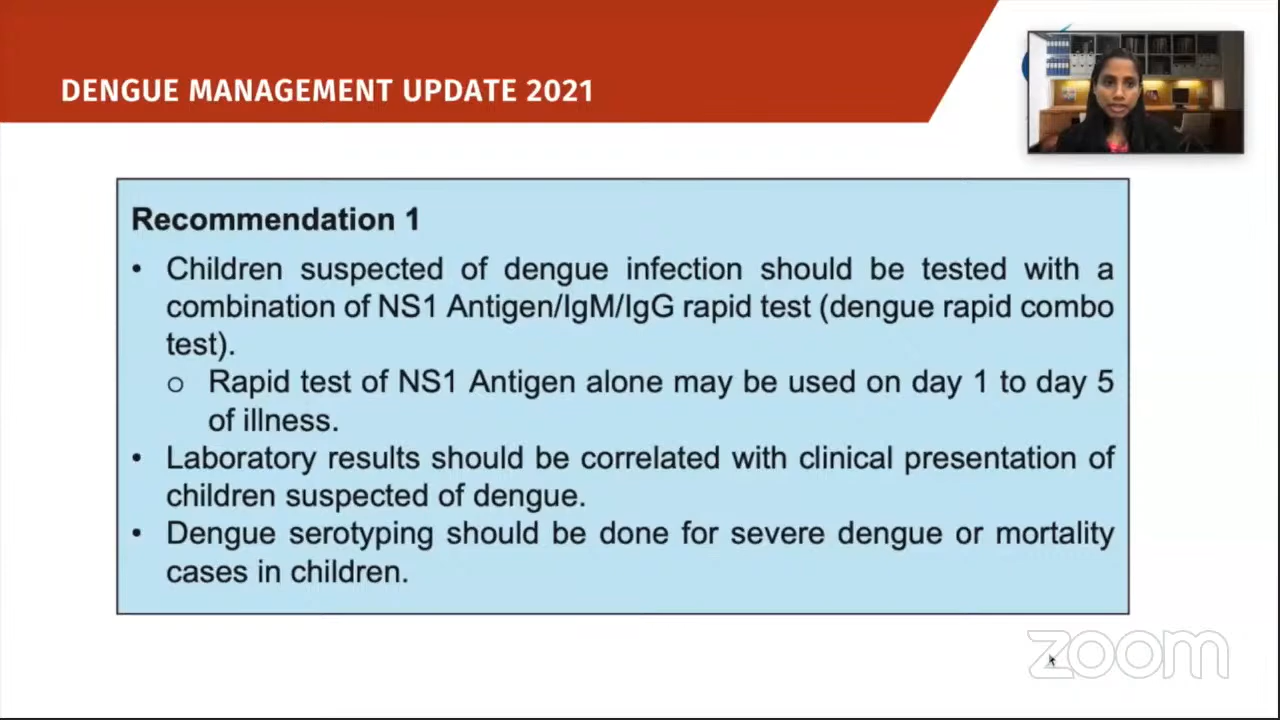 DENGUE MANAGEMENT UPDATE 2021
Recommendation 1
• Children suspected of dengue infection should be tested with a
combination of NS1 Antigen/IgM/IgG rapid test (dengue rapid combo
test).
o Rapid test of NS1 Antigen alone may be used on day 1 to day 5
of illness.
• Laboratory results should be correlated with clinical presentation of
children suspected of dengue.
• Dengue serotyping should be done for severe dengue or mortality
cases in children.
zoom